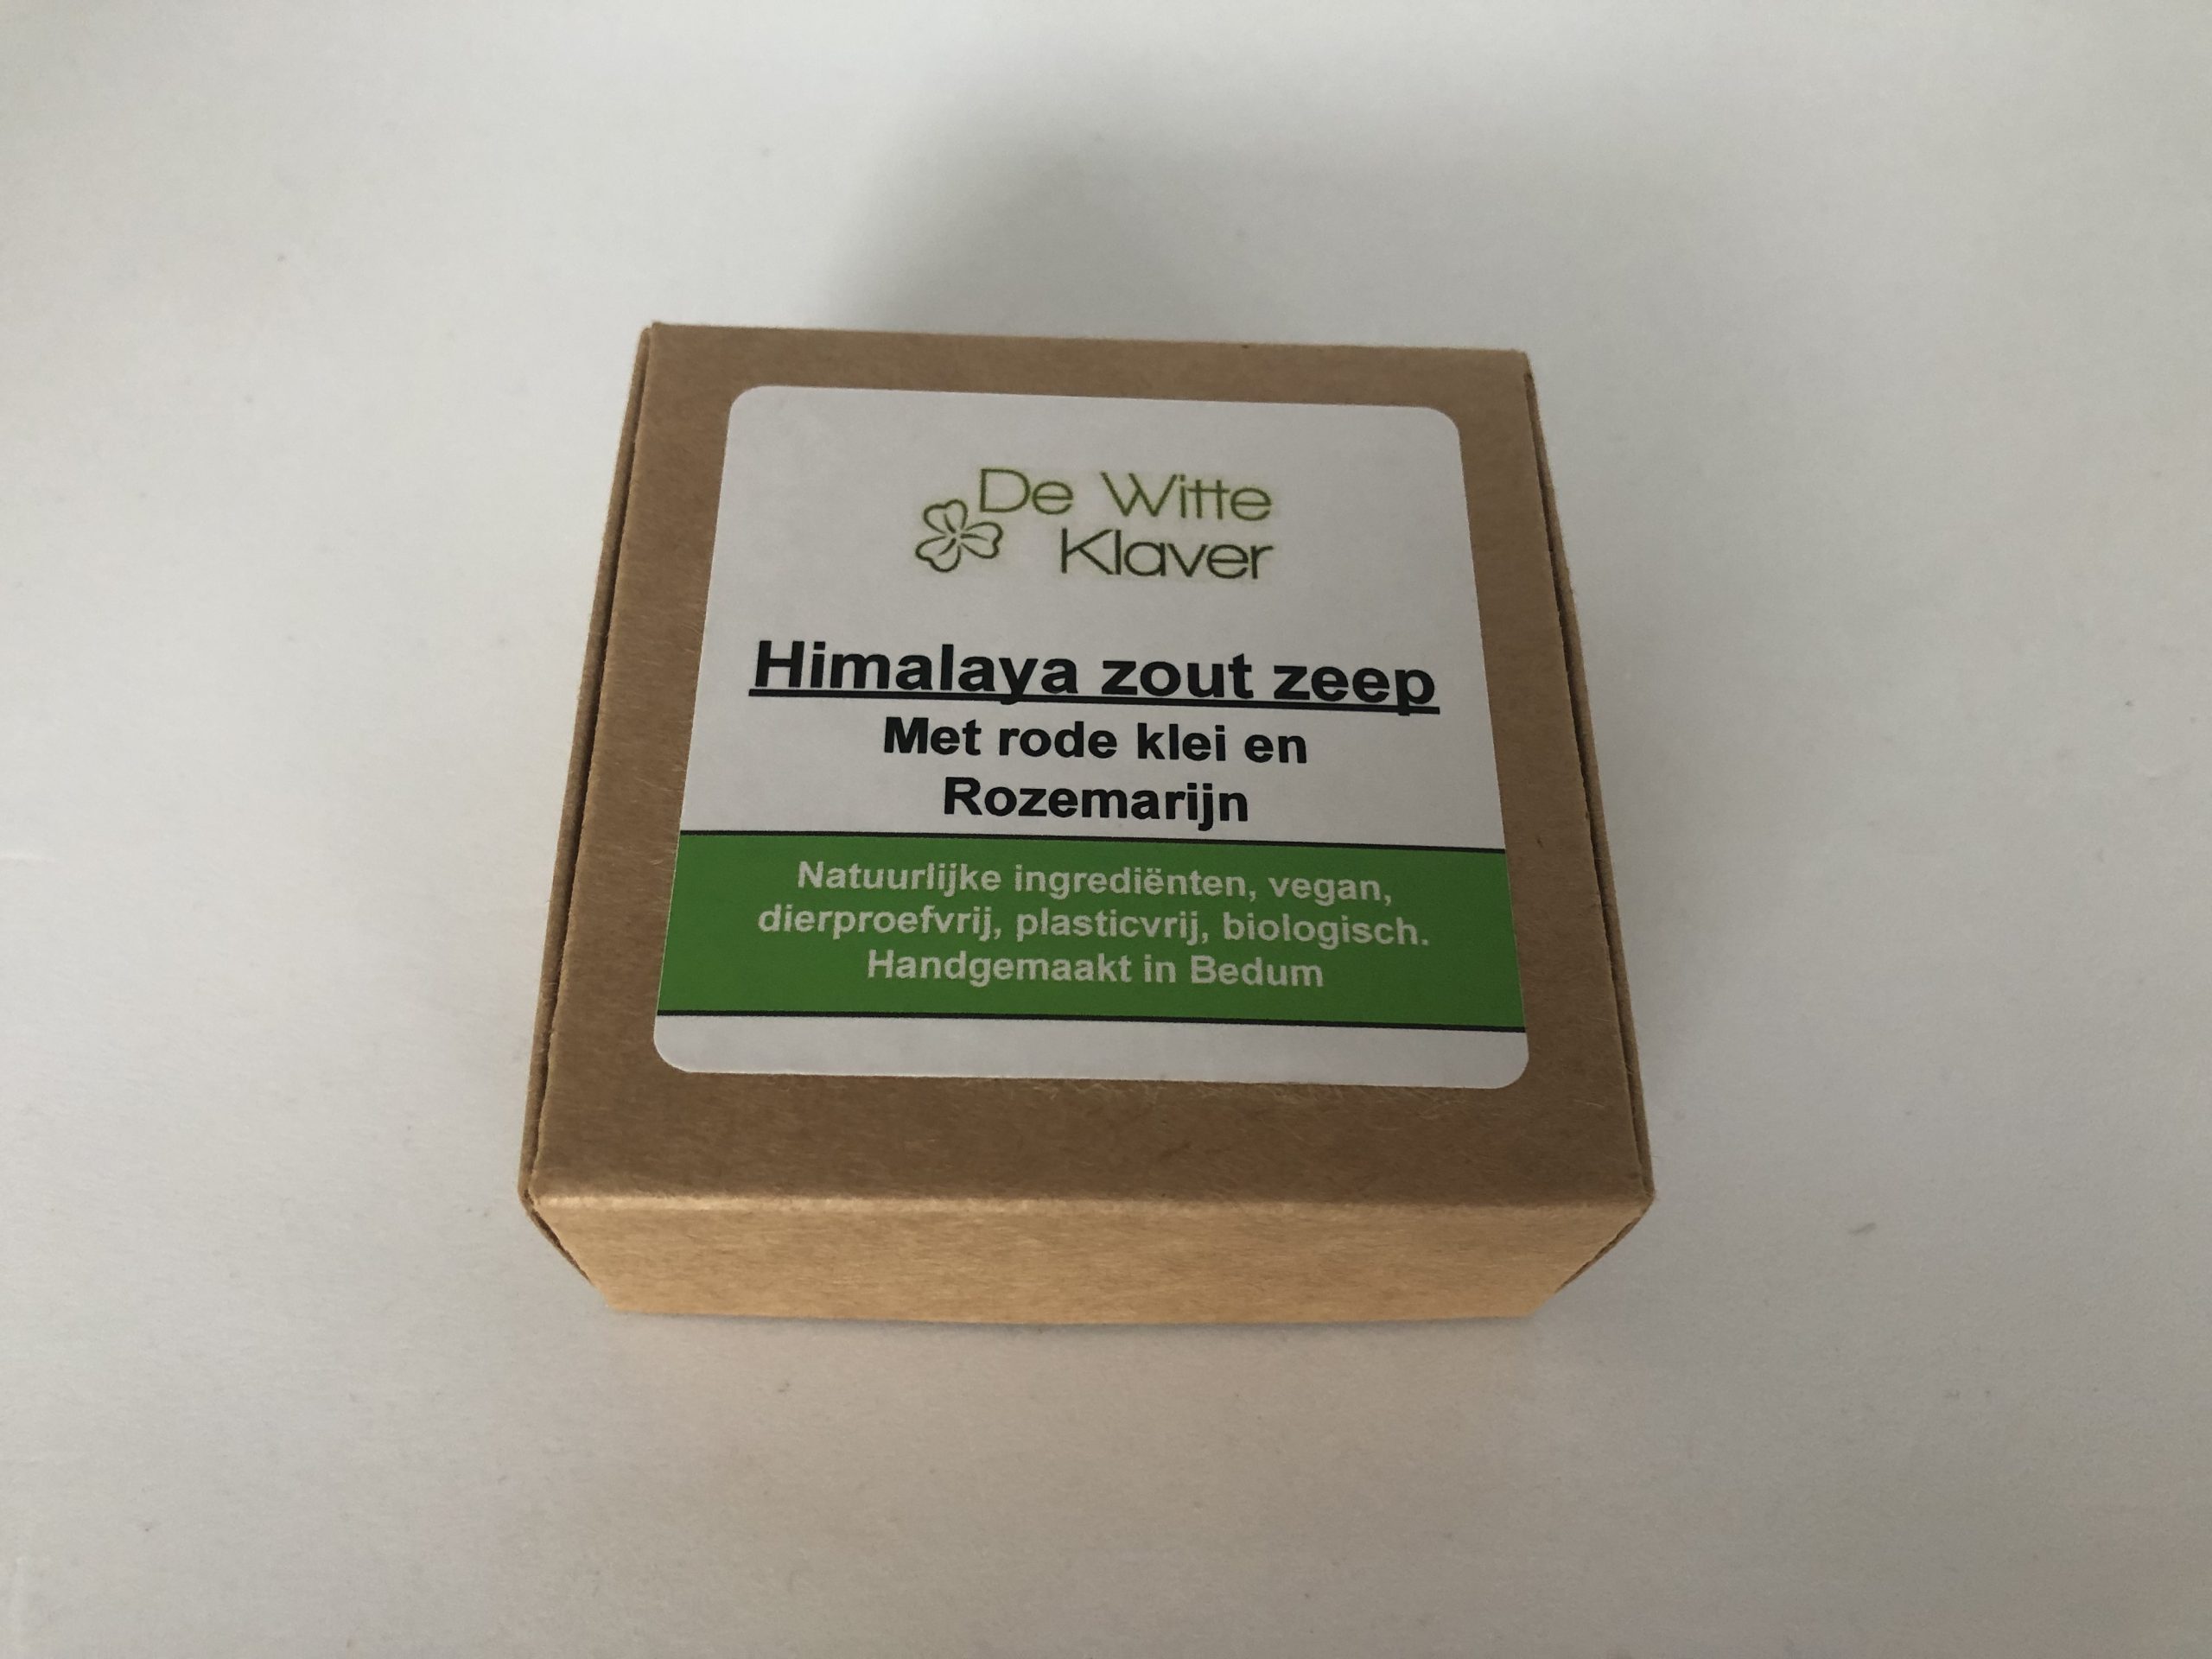 De Witte
Klaver
Himalaya zout zeep
Met rode klei en
Rozemarijn
Natuurlijke ingrediënten, vegan,
dierproefvrij, plasticvrij, biologisch.
Handgemaakt in Bedum